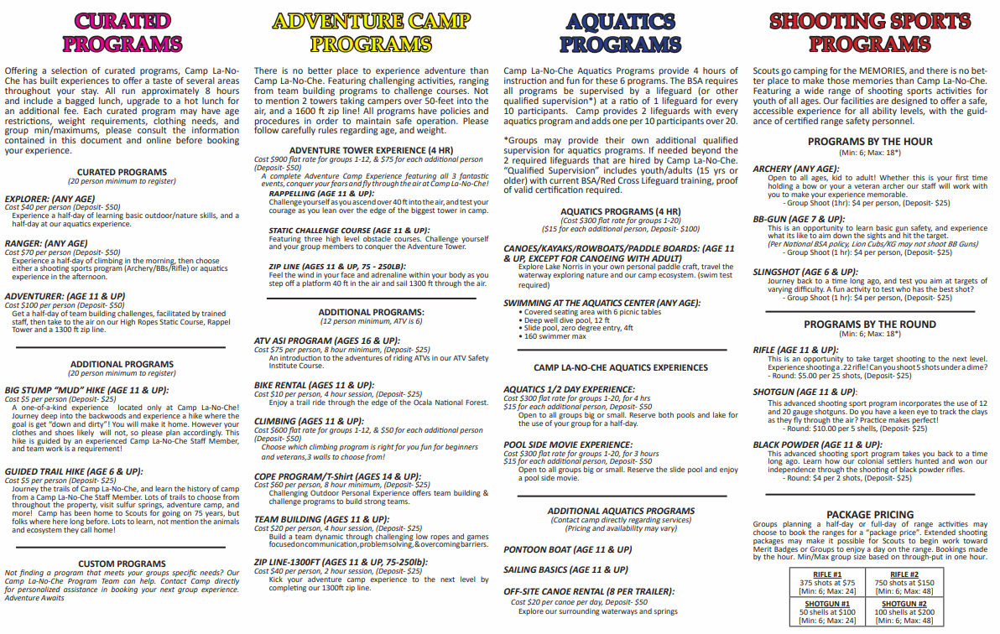 CURATED
PROGRAMS
Offering a selection of curated programs, Camp La-No-
Che has built experiences to offer a taste of several areas
throughout your stay. All run approximately 8 hours
and include a bagged lunch, upgrade to a hot lunch for
an additional fee. Each curated program may have age
restrictions, weight requirements, clothing needs, and
group min/maximums, please consult the information
contained in this document and online before booking
your experience.
CURATED PROGRAMS
(20 person minimum to register)
EXPLORER: (ANY AGE)
Cost $40 per person (Deposit- $50)
Experience a half-day of learning basic outdoor/nature skills, and a
half-day at our aquatics experience.
RANGER: (ANY AGE)
Cost $70 per person (Deposit- $50)
Experience a half-day of climbing in the morning, then choose
either a shooting sports program (Archery/BBs/Rifle) or aquatics
experience in the afternoon.
ADVENTURER: (AGE 11 & UP)
Cost $100 per person (Deposit- $50)
Get a half-day of team building challenges, facilitated by trained
staff, then take to the air on our High Ropes Static Course, Rappel
Tower and a 1300 ft zip line.
ADDITIONAL PROGRAMS
(20 person minimum to register)
BIG STUMP “MUD” HIKE (AGE 11 & UP):
Cost $5 per person (Deposit- $25)
A one-of-a-kind experience located only at Camp La-No-Che!
Journey deep into the backwoods and experience a hike where the
goal is get “down and dirty”! You will make it home. However your
clothes and shoes likely will not, so please plan accordingly. This
hike is guided by an experienced Camp La-No-Che Staff Member,
and team work is a requirement!
GUIDED TRAIL HIKE (AGE 6 & UP):
Cost $5 per person (Deposit- $25)
Journey the trails of Camp La-No-Che, and learn the history of camp
from a Camp La-No-Che Staff Member. Lots of trails to choose from
throughout the property, visit sulfur springs, adventure camp, and
more! Camp has been home to Scouts for going on 75 years, but
folks where here long before. Lots to learn, not mention the animals
and ecosystem they call home!
CUSTOM PROGRAMS
Not finding a program that meets your groups specific needs? Our
Camp La-No-Che Program Team can help. Contact Camp directly
for personalized assistance in booking your next group experience.
Adventure Awaits
ADVENTURE CAMP
PROGRAMS
There is no better place to experience adventure than
Camp La-No-Che. Featuring challenging activities, ranging
from team building programs to challenge courses. Not
to mention 2 towers taking campers over 50-feet into the
air, and a 1600 ft zip line! All programs have policies and
procedures in order to maintain safe operation. Please
follow carefully rules regarding age, and weight.
ADVENTURE TOWER EXPERIENCE (4 HR)
Cost $900 flat rate for groups 1-12, & $75 for each additional person
(Deposit- $50)
A complete Adventure Camp Experience featuring all 3 fantastic
events, conquer your fears and fly through the air at Camp La-No-Che!
RAPPELLING (AGE 11 & UP):
Challenge yourself as you ascend over 40 ft into the air, and test your
courage as you lean over the edge of the biggest tower in camp.
STATIC CHALLENGE COURSE (AGE 11 & UP):
Featuring three high level obstacle courses. Challenge yourself
and your group members to conquer the Adventure Tower.
ZIP LINE (AGES 11 & UP, 75 - 250LB):
Feel the wind in your face and adrenaline within your body as you
step off a platform 40 ft in the air and sail 1300 ft through the air.
ADDITIONAL PROGRAMS:
(12 person minimum, ATV is 6)
ATV ASI PROGRAM (AGES 16 & UP):
Cost $75 per person, 8 hour minimum, (Deposit- $25)
An introduction to the adventures of riding ATVs in our ATV Safety
Institute Course.
BIKE RENTAL (AGES 11 & UP):
Cost $10 per person, 4 hour session, (Deposit- $25)
Enjoy a trail ride through the edge of the Ocala National Forest.
CLIMBING (AGES 11 & UP):
Cost $600 flat rate for groups 1-12, & $50 for each additional person
(Deposit- $50)
Choose which climbing program is right for you fun for beginners
and veterans,3 walls to choose from!
COPE PROGRAM/T-Shirt (AGES 14 & UP):
Cost $60 per person, 8 hour minimum, (Deposit- $25)
Challenging Outdoor Personal Experience offers team building &
challenge programs to build strong teams.
TEAM BUILDING (AGES 11 & UP):
Cost $20 per person, 4 hour session, (Deposit- $25)
Build a team dynamic through challenging low ropes and games
focused on communication, problem solving, & overcoming barriers.
ZIP LINE-1300FT (AGES 11 & UP, 75-250lb):
Cost $40 per person, 2 hour session, (Deposit- $25)
Kick your adventure camp experience to the next level by
completing our 1300ft zip line.
AQUATICS
PROGRAMS
Camp La-No-Che Aquatics Programs provide 4 hours of
instruction and fun for these 6 programs. The BSA requires
all programs be supervised by a lifeguard (or other
qualified supervision*) at a ratio of 1 lifeguard for every
10 participants. Camp provides 2 lifeguards with every
aquatics program and adds one per 10 participants over 20.
*Groups may provide their own additional qualified
supervision for aquatics programs. If needed beyond the
2 required lifeguards that are hired by Camp La-No-Che.
“Qualified Supervision” includes youth/adults (15 yrs or
older) with current BSA/Red Cross Lifeguard training, proof
of valid certification required.
AQUATICS PROGRAMS (4 HR)
(Cost $300 flat rate for groups 1-20)
($15 for each additional person, Deposit- $100)
CANOES/KAYAKS/ROWBOATS/PADDLE BOARDS: (AGE 11
& UP, EXCEPT FOR CANOEING WITH ADULT)
Explore Lake Norris in your own personal paddle craft, travel the
waterway exploring nature and our camp ecosystem. (swim test
required)
SWIMMING AT THE AQUATICS CENTER (ANY AGE):
• Covered seating area with 6 picnic tables
• Deep well dive pool, 12 ft
• Slide pool, zero degree entry, 4ft
• 160 swimmer max
CAMP LA-NO-CHE AQUATICS EXPERIENCES
AQUATICS 1/2 DAY EXPERIENCE:
Cost $300 flat rate for groups 1-20, for 4 hrs
$15 for each additional person, Deposit- $50
Open to all groups big or small. Reserve both pools and lake for
the use of your group for a half-day.
POOL SIDE MOVIE EXPERIENCE:
Cost $300 flat rate for groups 1-20, for 3 hours
$15 for each additional person, Deposit- $50
Open to all groups big or small. Reserve the slide pool and enjoy
a pool side movie.
ADDITIONAL AQUATICS PROGRAMS
(Contact camp directly regarding services)
(Pricing and availability may vary)
PONTOON BOAT (AGE 11 & UP)
SAILING BASICS (AGE 11 & UP)
OFF-SITE CANOE RENTAL (8 PER TRAILER):
Cost $20 per canoe per day, Deposit- $50
Explore our surrounding waterways and springs
SHOOTING SPORTS
PROGRAMS
Scouts go camping for the MEMORIES, and there is no bet-
ter place to make those memories than Camp La-No-Che.
Featuring a wide range of shooting sports activities for
youth of all ages. Our facilities are designed to offer a safe,
accessible experience for all ability levels, with the guid-
ance of certified range safety personnel.
PROGRAMS BY THE HOUR
(Min: 6; Max: 18*)
ARCHERY (ANY AGE):
Open to all ages, kid to adult! Whether this is your first time
holding a bow or your a veteran archer our staff will work with
you to make your experience memorable.
- Group Shoot (1hr): $4 per person, (Deposit- $25)
BB-GUN (AGE 7 & UP):
This is an opportunity to learn basic gun safety, and experience
what its like to aim down the sights and hit the target.
(Per National BSA policy, Lion Cubs/KG may not shoot BB Guns)
- Group Shoot (1 hr): $4 per person, (Deposit- $25)
SLINGSHOT (AGE 6 & UP):
Journey back to a time long ago, and test you aim at targets of
varying difficulty. A fun activity to test who has the best shot?
- Group Shoot (1 hr): $4 per person, (Deposit- $25)
PROGRAMS BY THE ROUND
(Min: 6; Max: 18*)
RIFLE (AGE 11 & UP):
This is an opportunity to take target shooting to the next level.
Experience shooting a .22 rifle! Can you shoot 5 shots under a dime?
- Round: $5.00 per 25 shots, (Deposit- $25)
SHOTGUN (AGE 11 & UP):
This advanced shooting sport program incorporates the use of 12
and 20 gauge shotguns. Do you have a keen eye to track the clays
as they fly through the air? Practice makes perfect!
- Round: $10.00 per 5 shells, (Deposit- $25)
BLACK POWDER (AGE 11 & UP):
This advanced shooting sport program takes you back to a time
long ago. Learn how our colonial settlers hunted and won our
independence through the shooting of black powder rifles.
- Round: $4 per 2 shots, (Deposit- $25)
PACKAGE PRICING
Groups planning a half-day or full-day of range activities may
choose to book the ranges for a “package price”. Extended shooting
packages may make it possible for Scouts to begin work toward
Merit Badges or Groups to enjoy a day on the range. Bookings made
by the hour. Min/Max group size based on through-put in one hour.
RIFLE #1
375 shots at $75
[Min: 6; Max: 24]
RIFLE #2
750 shots at $150
[Min: 6; Max: 48]
SHOTGUN #1
50 shells at $100
[Min: 6; Max: 24]
SHOTGUN #2
100 shells at $200
[Min: 6; Max: 48]